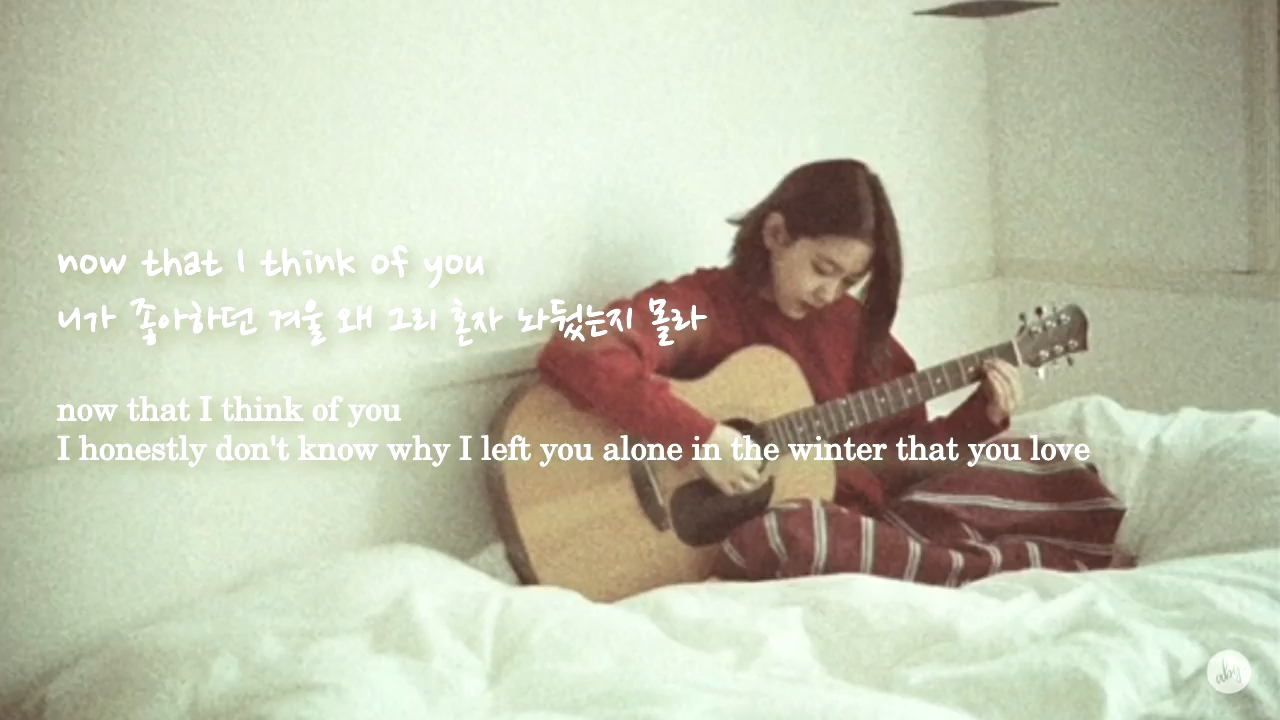 now that I think of you
니가 좋아하던 겨울 왜 그리 혼자 놔뒀는지 몰라
now that I think of you
I honestly don't know why I left you alone in the winter that you love
aby